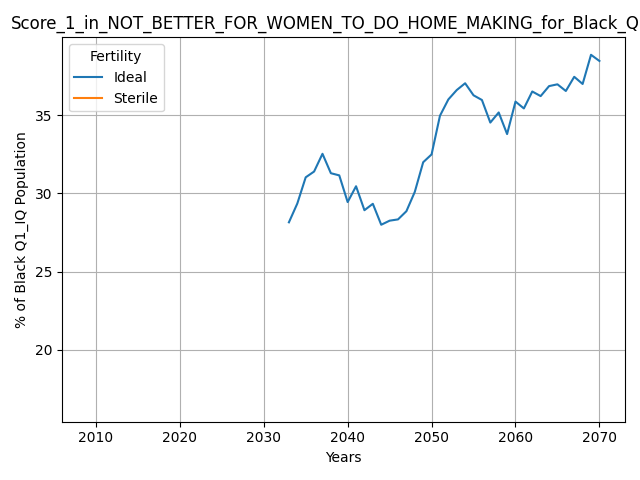 Score_1_in_NOT_BETTER_FOR_WOMEN_TO_DO_HOME_MAKING_for_Black_Q
Fertility
Ideal
Sterile
% of Black Q1_IQ Population
35
30
25
20
2010 2020 2030 2040 2050 2060 2070
Years